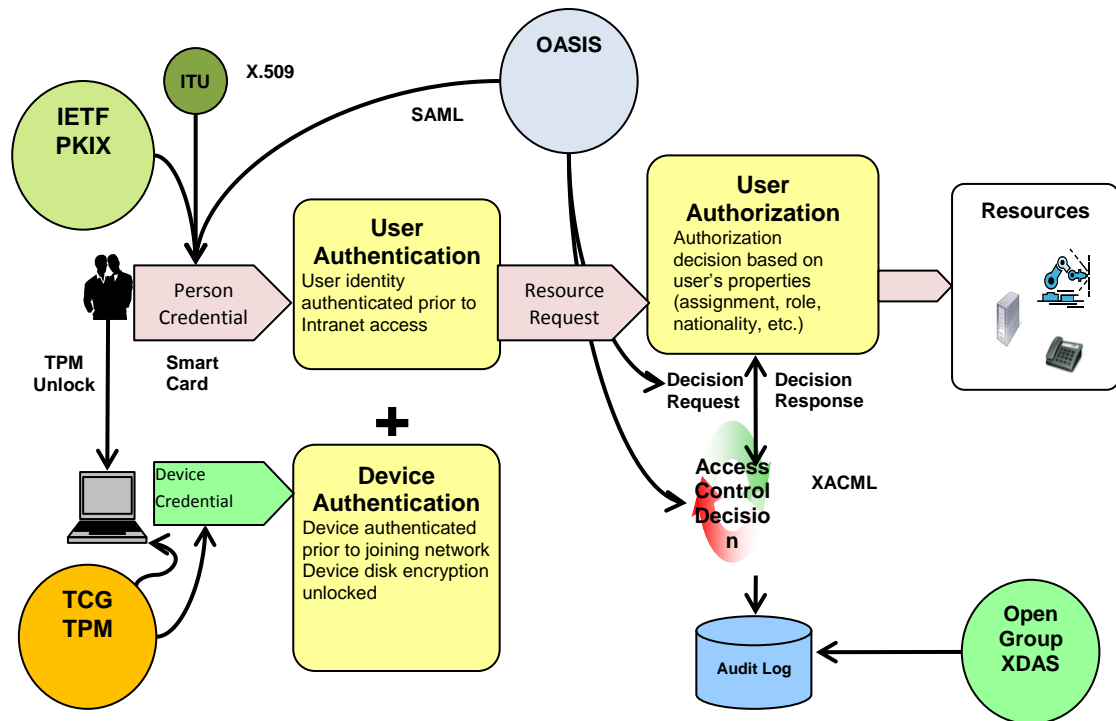 OASIS
ITU
X.509
IETF
PKIX
SAML
User
Authentication
User identity
authenticated prior to
Intranet access
User
Authorization
Authorization
decision based on
user's properties
(assignment, role,
nationality, etc.)
Resources
Person
Credential
Resource
Request
TPM
Unlock
Smart
Card
Decision
Request
Decision
Response
+
Device
Credential
Device
Authentication
Device authenticated
prior to joining network
Device disk encryption
unlocked
Access
Control
Decisio
n
XACML
TCG
TPM
Audit Log
Open
Group
XDAS